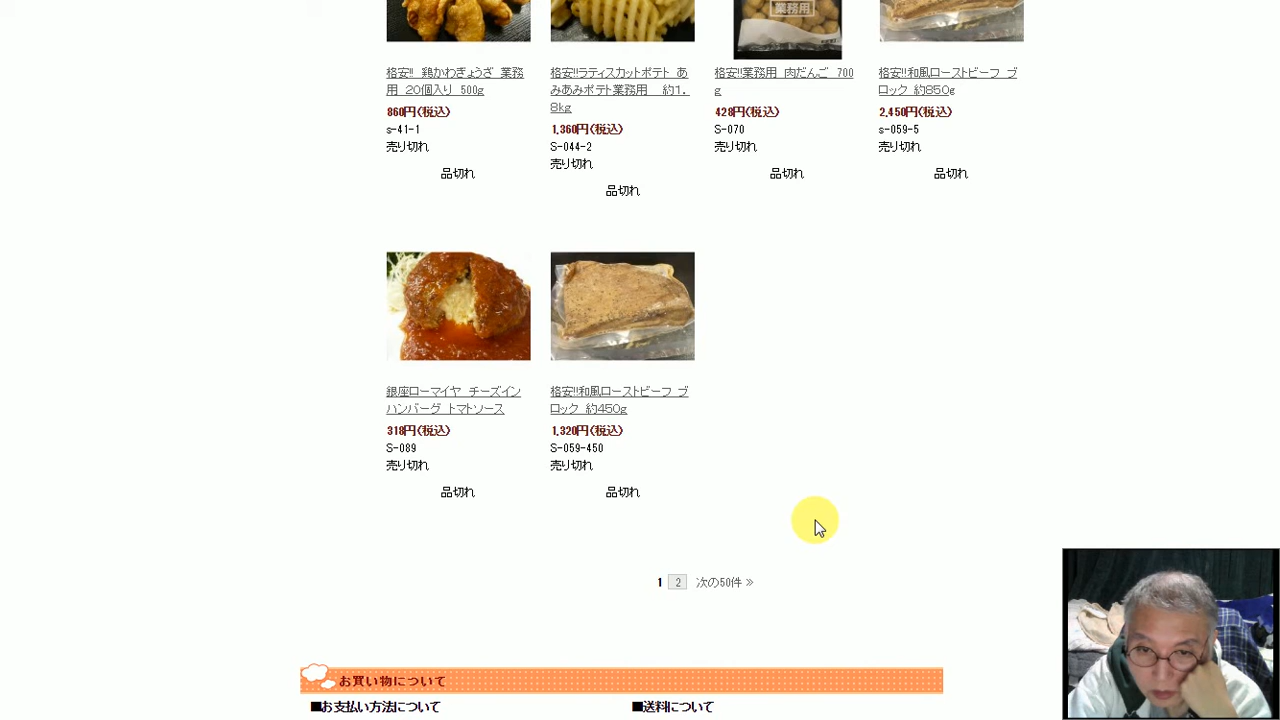 業務用
格安!! 鶏かわぎょうざ 業務
用 20個入り 500g
860円(税込)
s-41-1
売り切れ
品切れ
格安!!ラティスカットポテト あ
みあみポテト業務用 約1.
8kg
1,360円(税込)
S-044-2
売り切れ
品切れ
格安!!業務用 肉だんご 700
g
428円(税込)
S-070
売り切れ
品切れ
格安!!和風ローストビーフ ブ
ロック 約850g
2,450円(税込)
s-059-5
売り切れ
品切れ
銀座ローマイヤ チーズイン
ハンバーグ トマトソース
318円(税込)
S-089
売り切れ
品切れ
格安!!和風ローストビーフ ブ
ロック 約450g
1,320円(税込)
S-059-450
売り切れ
品切れ
1 2 次の50件 »
お買い物について
■お支払い方法について
■送料について